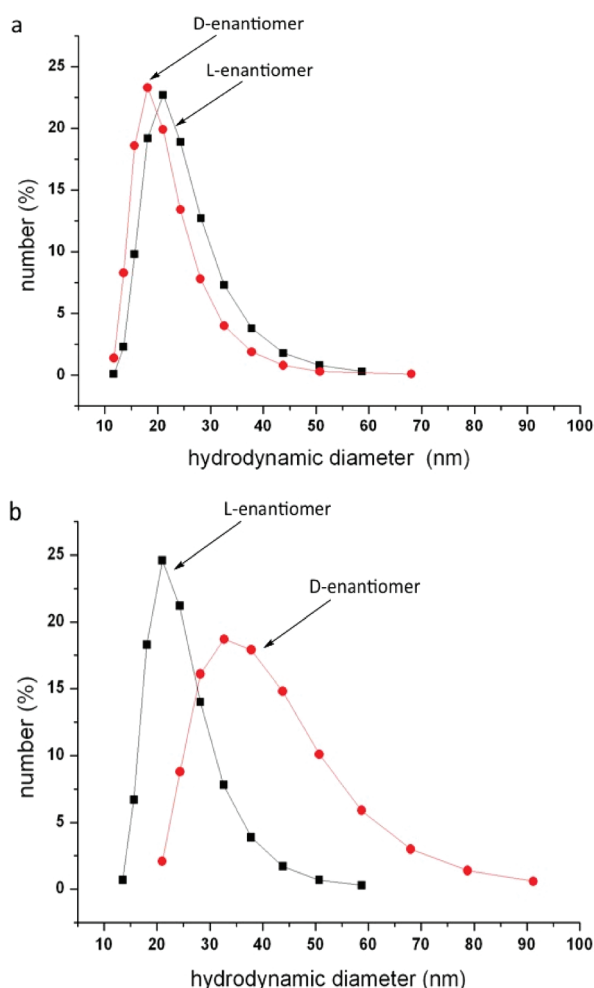 a
D-enantiomer
L-enantiomer
25
20
15
10
5
0
number (%)
10 20 30 40 50 60 70 80 90 100
hydrodynamic diameter (nm)
b
L-enantiomer
D-enantiomer
25
20
15
10
5
0
number (%)
10 20 30 40 50 60 70 80 90 100
hydrodynamic diameter (nm)